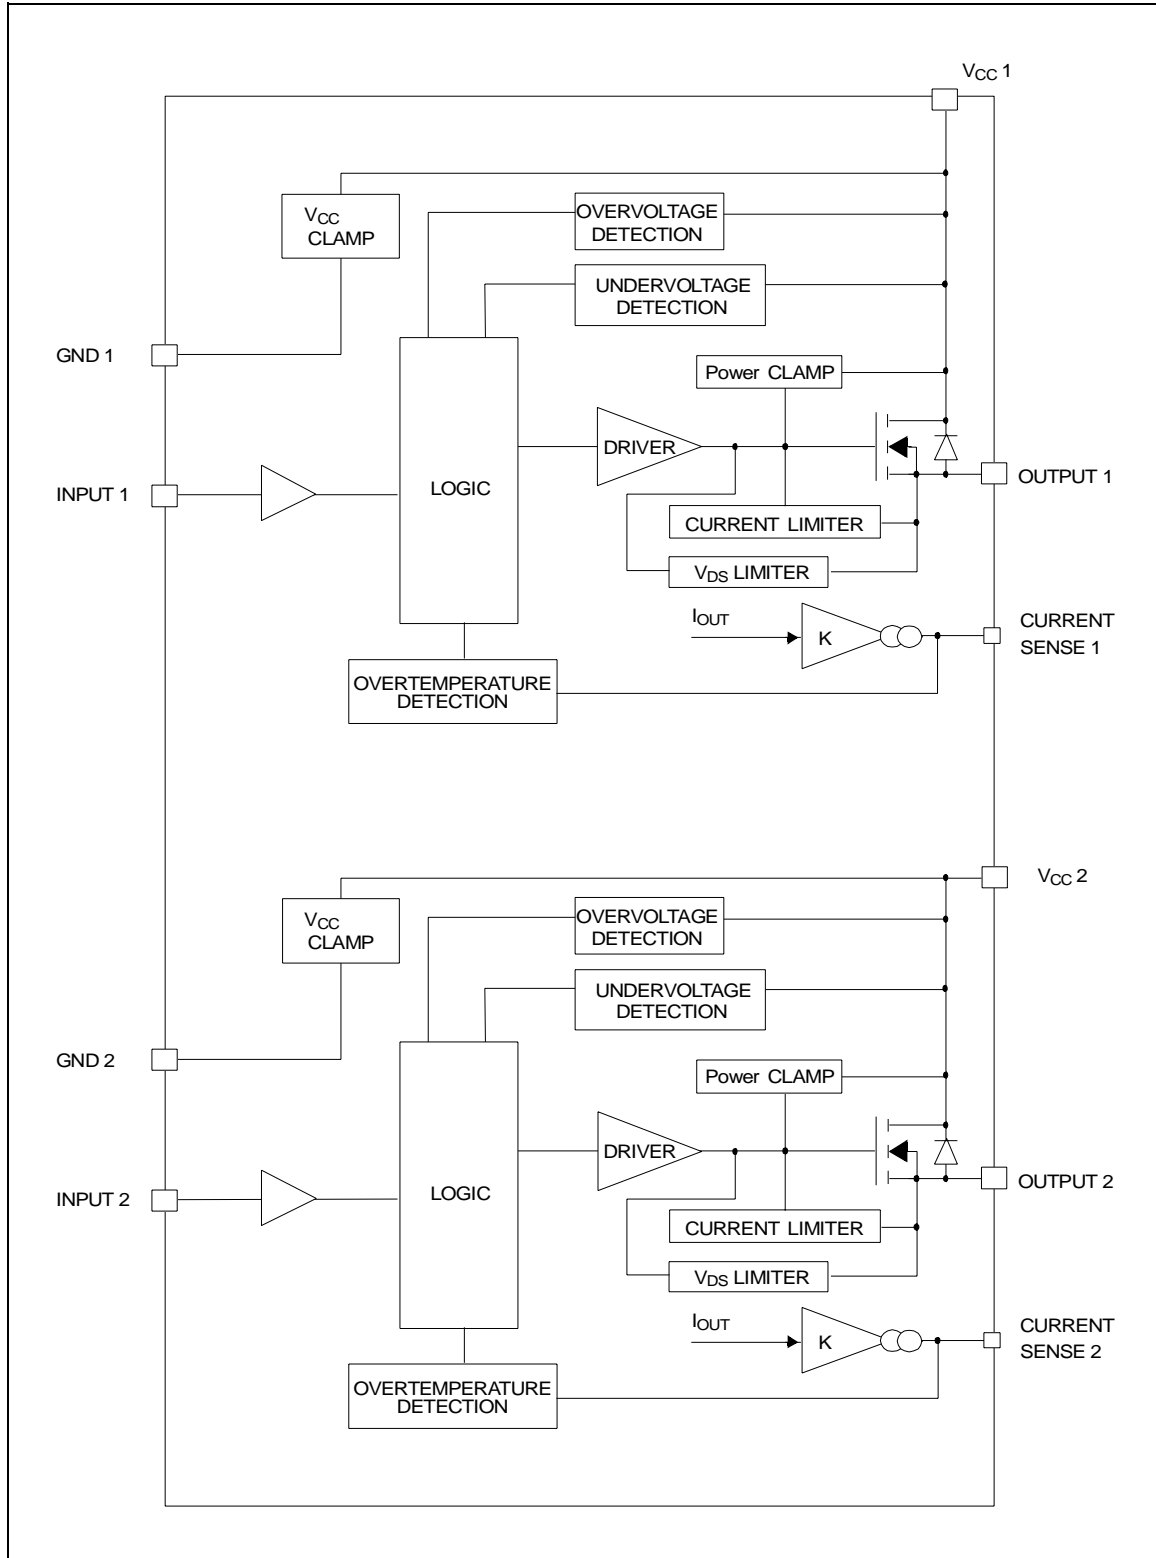 VCC 1
VCC
CLAMP
OVERVOLTAGE
DETECTION
UNDERVOLTAGE
DETECTION
GND 1
Power CLAMP
DRIVER
INPUT 1
LOGIC
OUTPUT 1
CURRENT LIMITER
VDS LIMITER
IOUT
K
CURRENT
SENSE 1
OVERTEMPERATURE
DETECTION
VCC 2
VCC
CLAMP
OVERVOLTAGE
DETECTION
UNDERVOLTAGE
DETECTION
GND 2
Power CLAMP
DRIVER
INPUT 2
LOGIC
OUTPUT 2
CURRENT LIMITER
VDS LIMITER
IOUT
K
CURRENT
SENSE 2
OVERTEMPERATURE
DETECTION